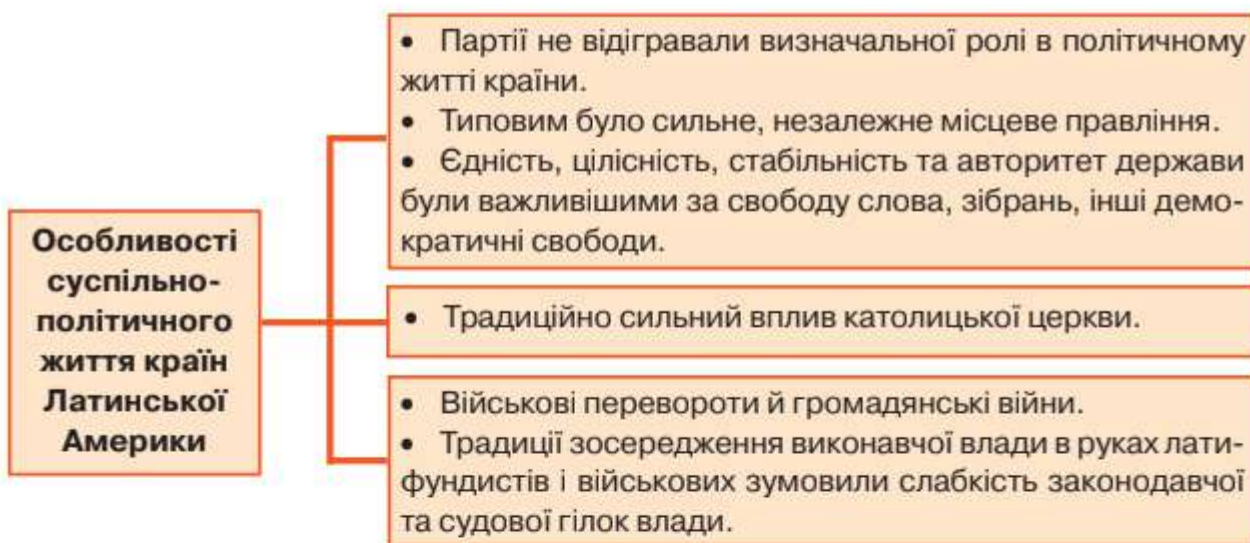 Особливості
суспільно-
політичного
життя країн
Латинської
Америки
• Партії не відігравали визначальної ролі в політичному
житті країни.
• Типовим було сильне, незалежне місцеве правління.
• Єдність, цілісність, стабільність та авторитет держави
були важливішими за свободу слова, зібрань, інші демо-
кратичні свободи.
• Традиційно сильний вплив католицької церкви.
• Військові перевороти й громадянські війни.
• Традиції зосередження виконавчої влади в руках лати-
фундистів і військових зумовили слабкість законодавчої
та судової гілок влади.